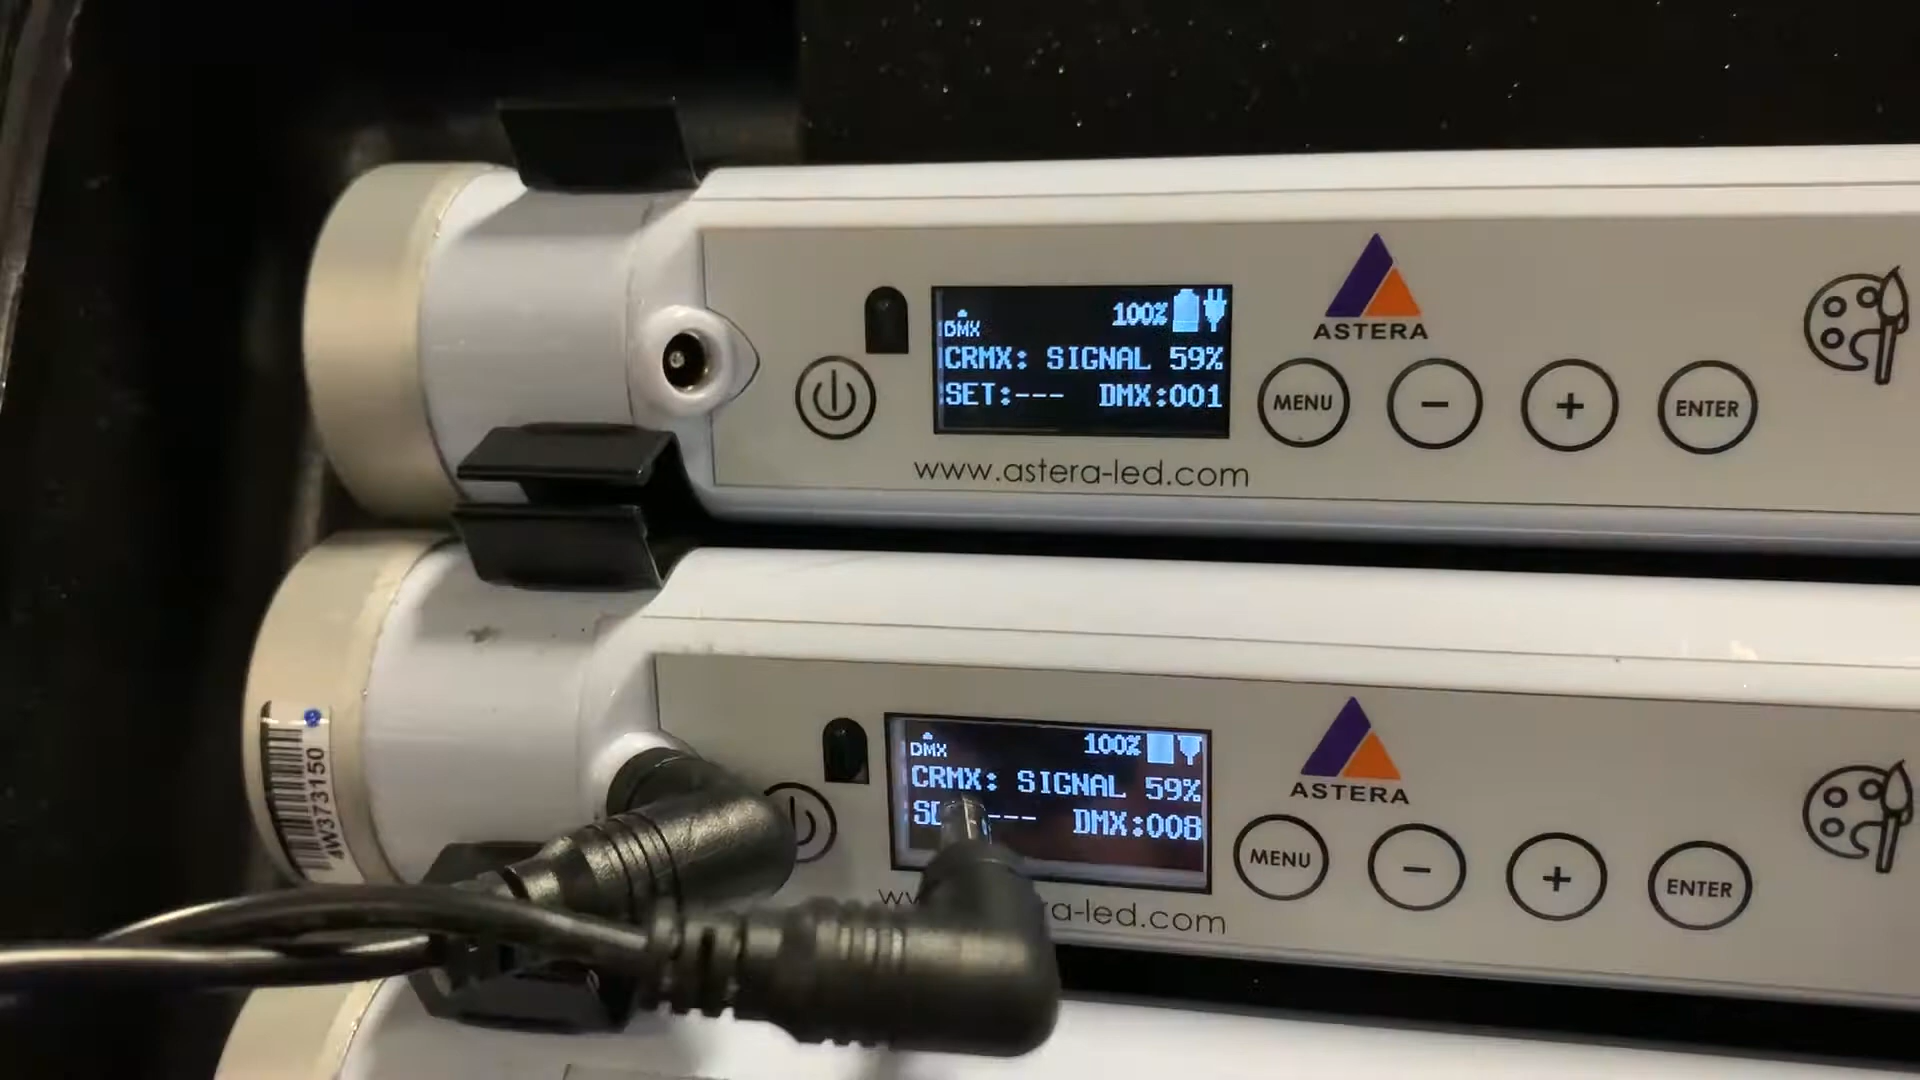 DMX 100%
CRMX: SIGNAL 59%
SET:--- DMX:001
ASTERA
MENU - + ENTER
www.astera-led.com
4W373150
DMX 100%
CRMX: SIGNAL 59%
--- DMX:008
ASTERA
MENU - + ENTER
ra-led.com